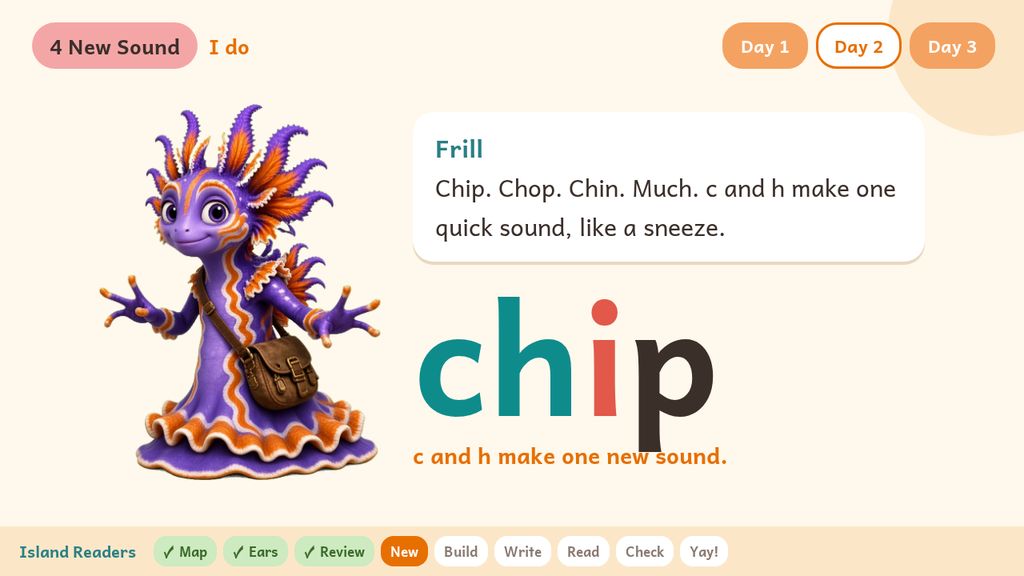 4 New Sound I do
Day 1 Day 2 Day 3
Frill
Chip. Chop. Chin. Much. c and h make one
quick sound, like a sneeze.
chip
c and h make one new sound.
Island Readers ✓ Map ✓ Ears ✓ Review New Build Write Read Check Yay!